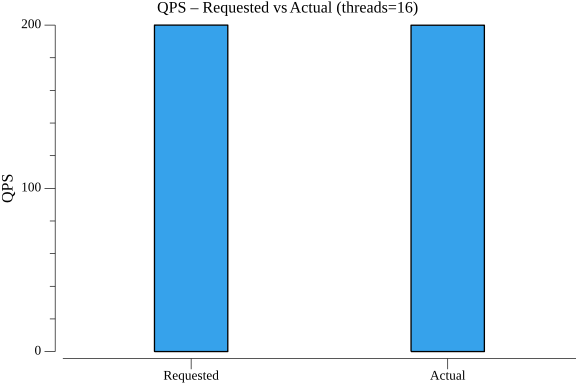 QPS – Requested vs Actual (threads=16)
200
100
0
QPS
Requested
Actual